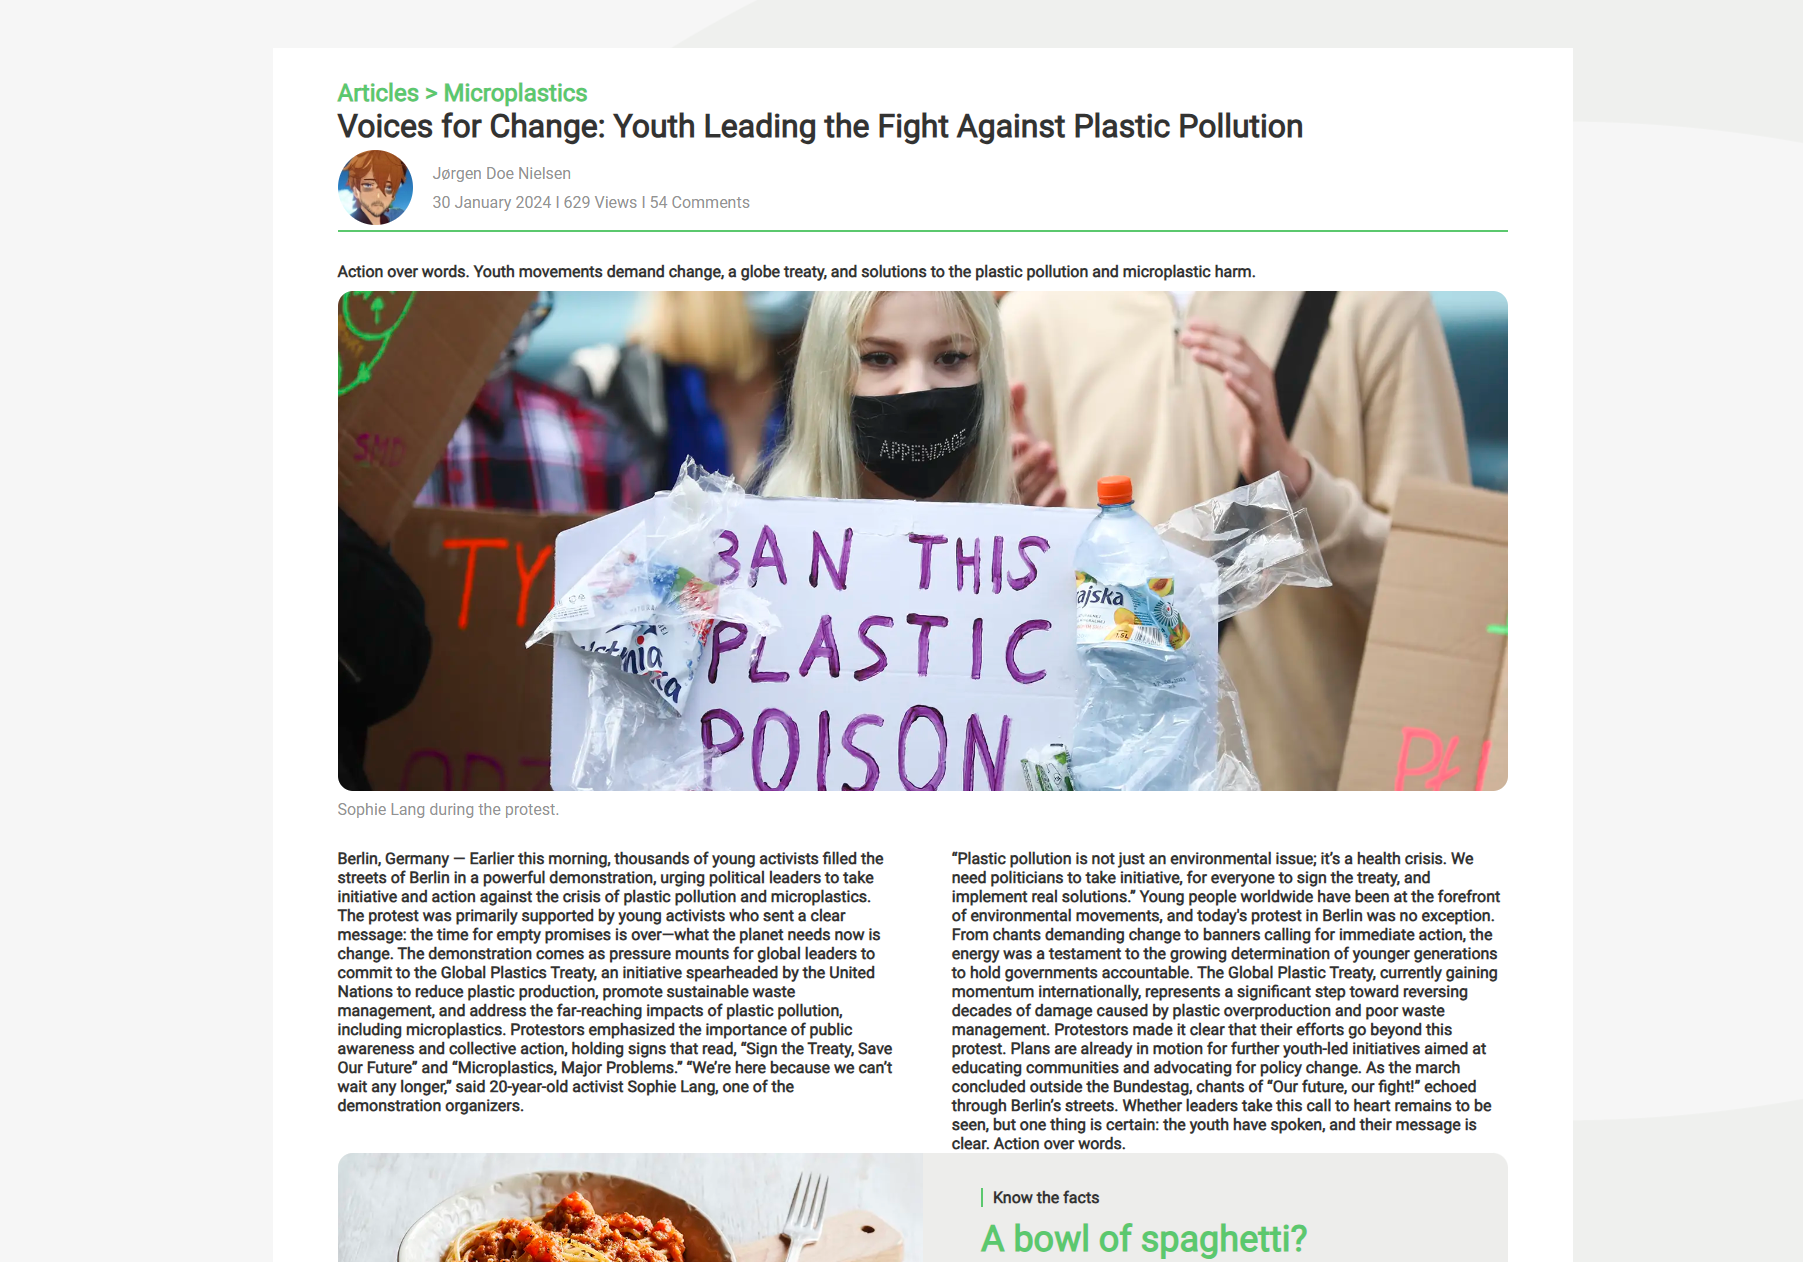 Articles > Microplastics
Voices for Change: Youth Leading the Fight Against Plastic Pollution
Jørgen Doe Nielsen
30 January 2024 I 629 Views I 54 Comments
Action over words. Youth movements demand change, a globe treaty, and solutions to the plastic pollution and microplastic harm.
APPENDAGE
SMD
TY
BAN THIS
PLASTIC
POISON
ajska
1,5L
Sophie Lang during the protest.
Berlin, Germany — Earlier this morning, thousands of young activists filled the
streets of Berlin in a powerful demonstration, urging political leaders to take
initiative and action against the crisis of plastic pollution and microplastics.
The protest was primarily supported by young activists who sent a clear
message: the time for empty promises is over—what the planet needs now is
change. The demonstration comes as pressure mounts for global leaders to
commit to the Global Plastics Treaty, an initiative spearheaded by the United
Nations to reduce plastic production, promote sustainable waste
management, and address the far-reaching impacts of plastic pollution,
including microplastics. Protestors emphasized the importance of public
awareness and collective action, holding signs that read, “Sign the Treaty, Save
Our Future” and “Microplastics, Major Problems.” “We’re here because we can’t
wait any longer,” said 20-year-old activist Sophie Lang, one of the
demonstration organizers.
“Plastic pollution is not just an environmental issue; it’s a health crisis. We
need politicians to take initiative, for everyone to sign the treaty, and
implement real solutions.” Young people worldwide have been at the forefront
of environmental movements, and today's protest in Berlin was no exception.
From chants demanding change to banners calling for immediate action, the
energy was a testament to the growing determination of younger generations
to hold governments accountable. The Global Plastic Treaty, currently gaining
momentum internationally, represents a significant step toward reversing
decades of damage caused by plastic overproduction and poor waste
management. Protestors made it clear that their efforts go beyond this
protest. Plans are already in motion for further youth-led initiatives aimed at
educating communities and advocating for policy change. As the march
concluded outside the Bundestag, chants of “Our future, our fight!” echoed
through Berlin’s streets. Whether leaders take this call to heart remains to be
seen, but one thing is certain: the youth have spoken, and their message is
clear. Action over words.
Know the facts
A bowl of spaghetti?